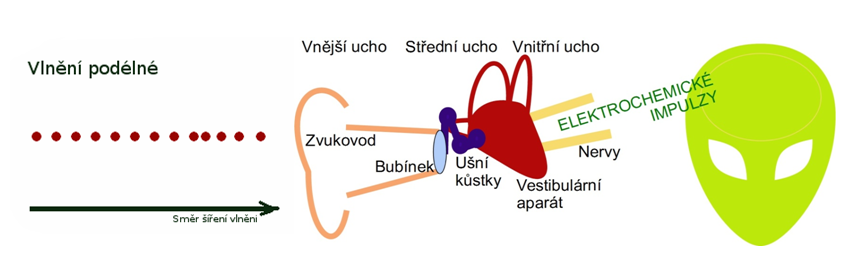 Vlnění podélné
Směr šíření vlnění
Vnější ucho
Střední ucho
Vnitřní ucho
Zvukovod
Bubínek
Ušní
kůstky
Vestibulární
aparát
Nervy
ELEKTROCHEMICKÉ
IMPULZY